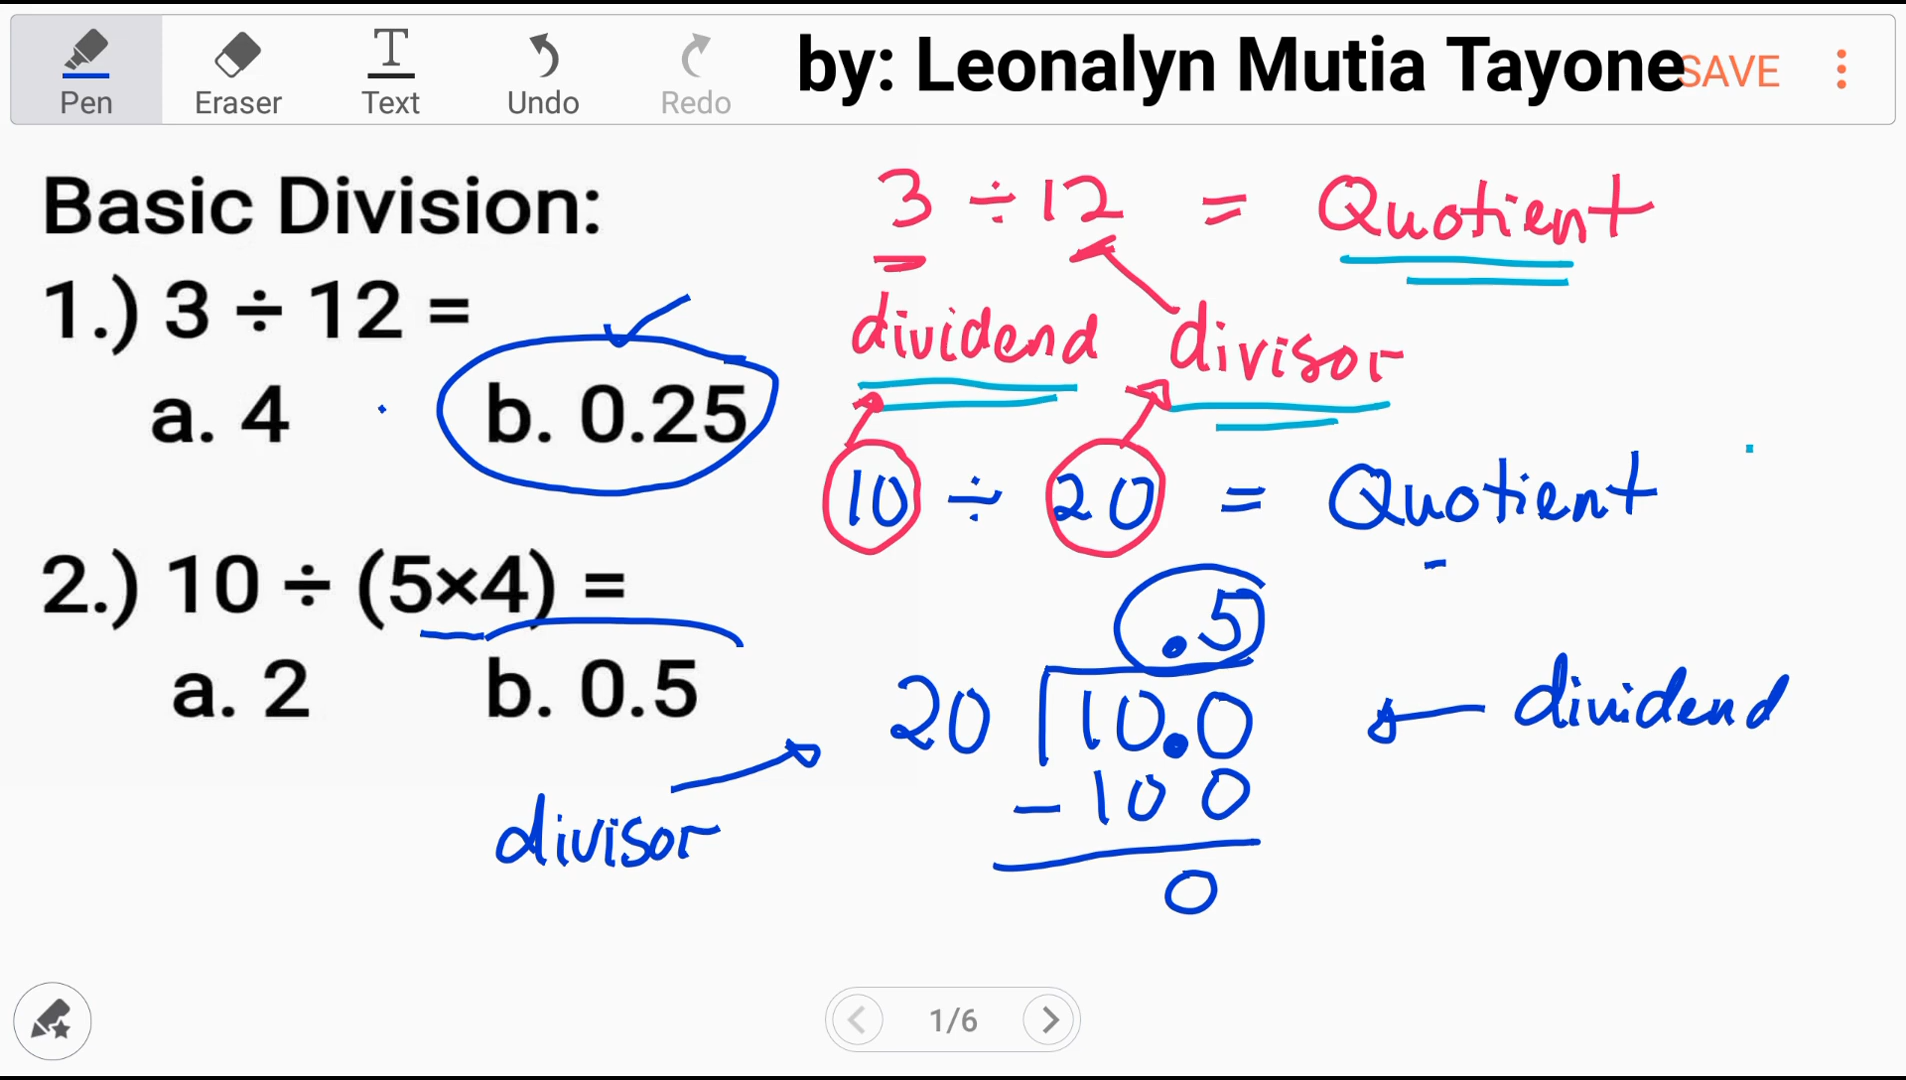 Pen Eraser Text Undo Redo by: Leonalyn Mutia Tayone SAVE
Basic Division:
1.) 3 ÷ 12 =
a. 4 b. 0.25
2.) 10 ÷ (5×4) =
a. 2 b. 0.5
3 ÷ 12 = Quotient
dividend divisor
10 ÷ 20 = Quotient
.5
20 10.0 dividend
divisor
- 100
0
1/6